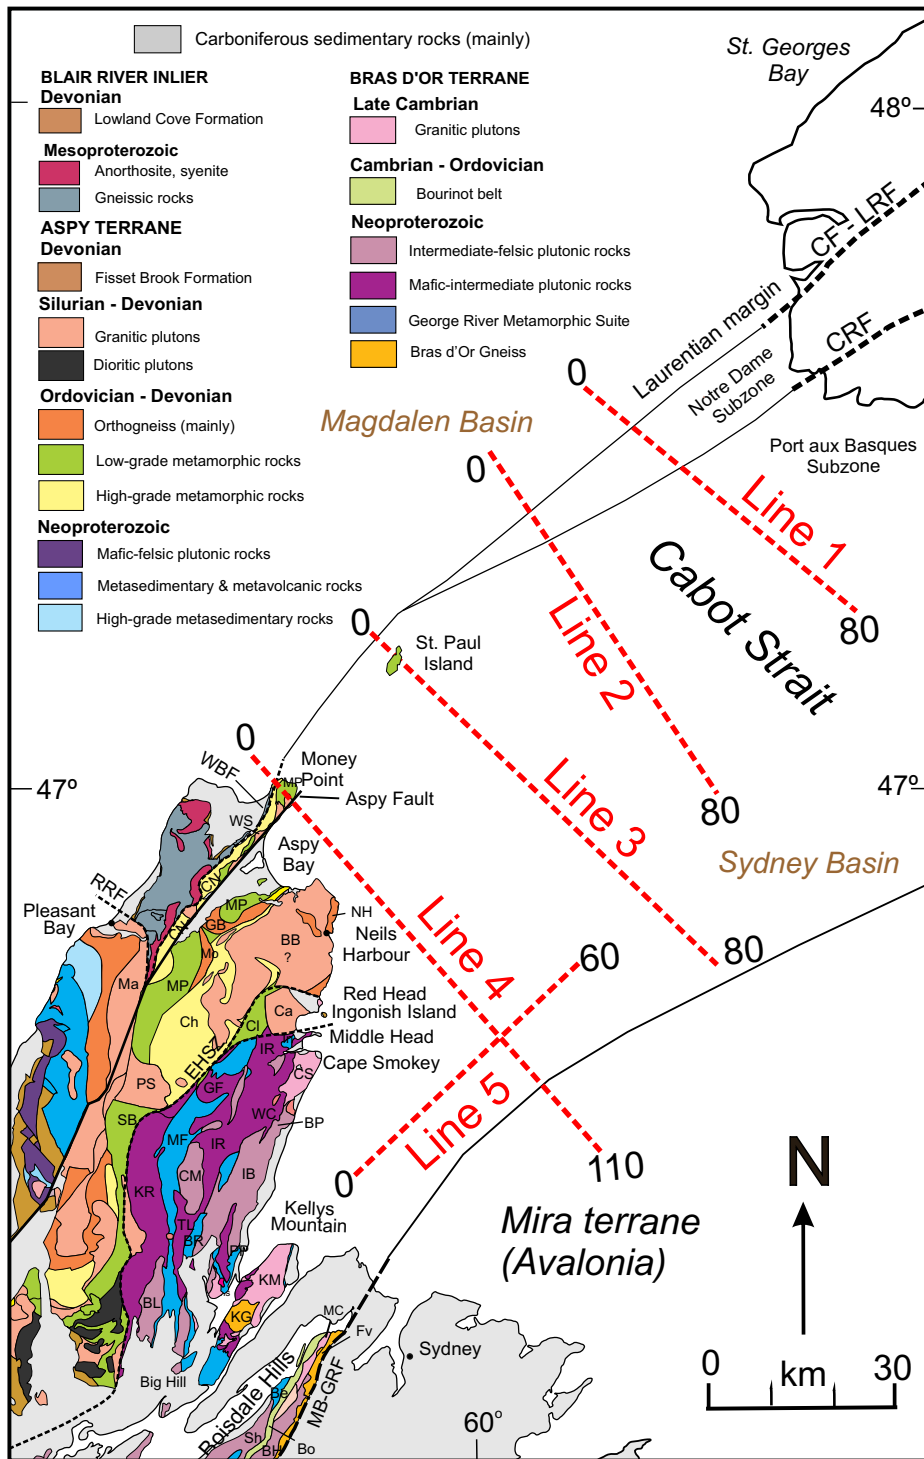 Carboniferous sedimentary rocks (mainly)
BLAIR RIVER INLIER
Devonian
Lowland Cove Formation
Mesoproterozoic
Anorthosite, syenite
Gneissic rocks
ASPY TERRANE
Devonian
Fisset Brook Formation
Silurian - Devonian
Granitic plutons
Dioritic plutons
Ordovician - Devonian
Orthogneiss (mainly)
Low-grade metamorphic rocks
High-grade metamorphic rocks
Neoproterozoic
Mafic-felsic plutonic rocks
Metasedimentary & metavolcanic rocks
High-grade metasedimentary rocks
BRAS D'OR TERRANE
Late Cambrian
Granitic plutons
Cambrian - Ordovician
Bourinot belt
Neoproterozoic
Intermediate-felsic plutonic rocks
Mafic-intermediate plutonic rocks
George River Metamorphic Suite
Bras d’Or Gneiss
St. Georges
Bay
48º
CF - LRF
CRF
Laurentian margin
Notre Dame
Subzone
Port aux Basques
Subzone
Magdalen Basin
0
Line 1
80
0
Line 2
80
Cabot Strait
0
St. Paul
Island
Line 3
80
0
Line 4
110
60
Line 5
0
47º
47º
Sydney Basin
WBF
Money
Point
MP
Aspy Fault
WS
Aspy
Bay
CN
RRF
Pleasant
Bay
MP
GB
NH
Neils
Harbour
BB
?
Mo
Ma
MP
Ch
Red Head
Ingonish Island
Ca
Cl
Middle Head
EHSZ
IR
In
Cape Smokey
CS
PS
GF
SB
WC
BP
MF
IR
CM
IB
KR
Kellys
Mountain
TL
BR
PP
KM
BL
KG
MC
Fv
Sydney
Big Hill
Boisdale Hills
Be
MB-GRF
Sh
BH
Bo
60º
Mira terrane
(Avalonia)
N
0
km
30